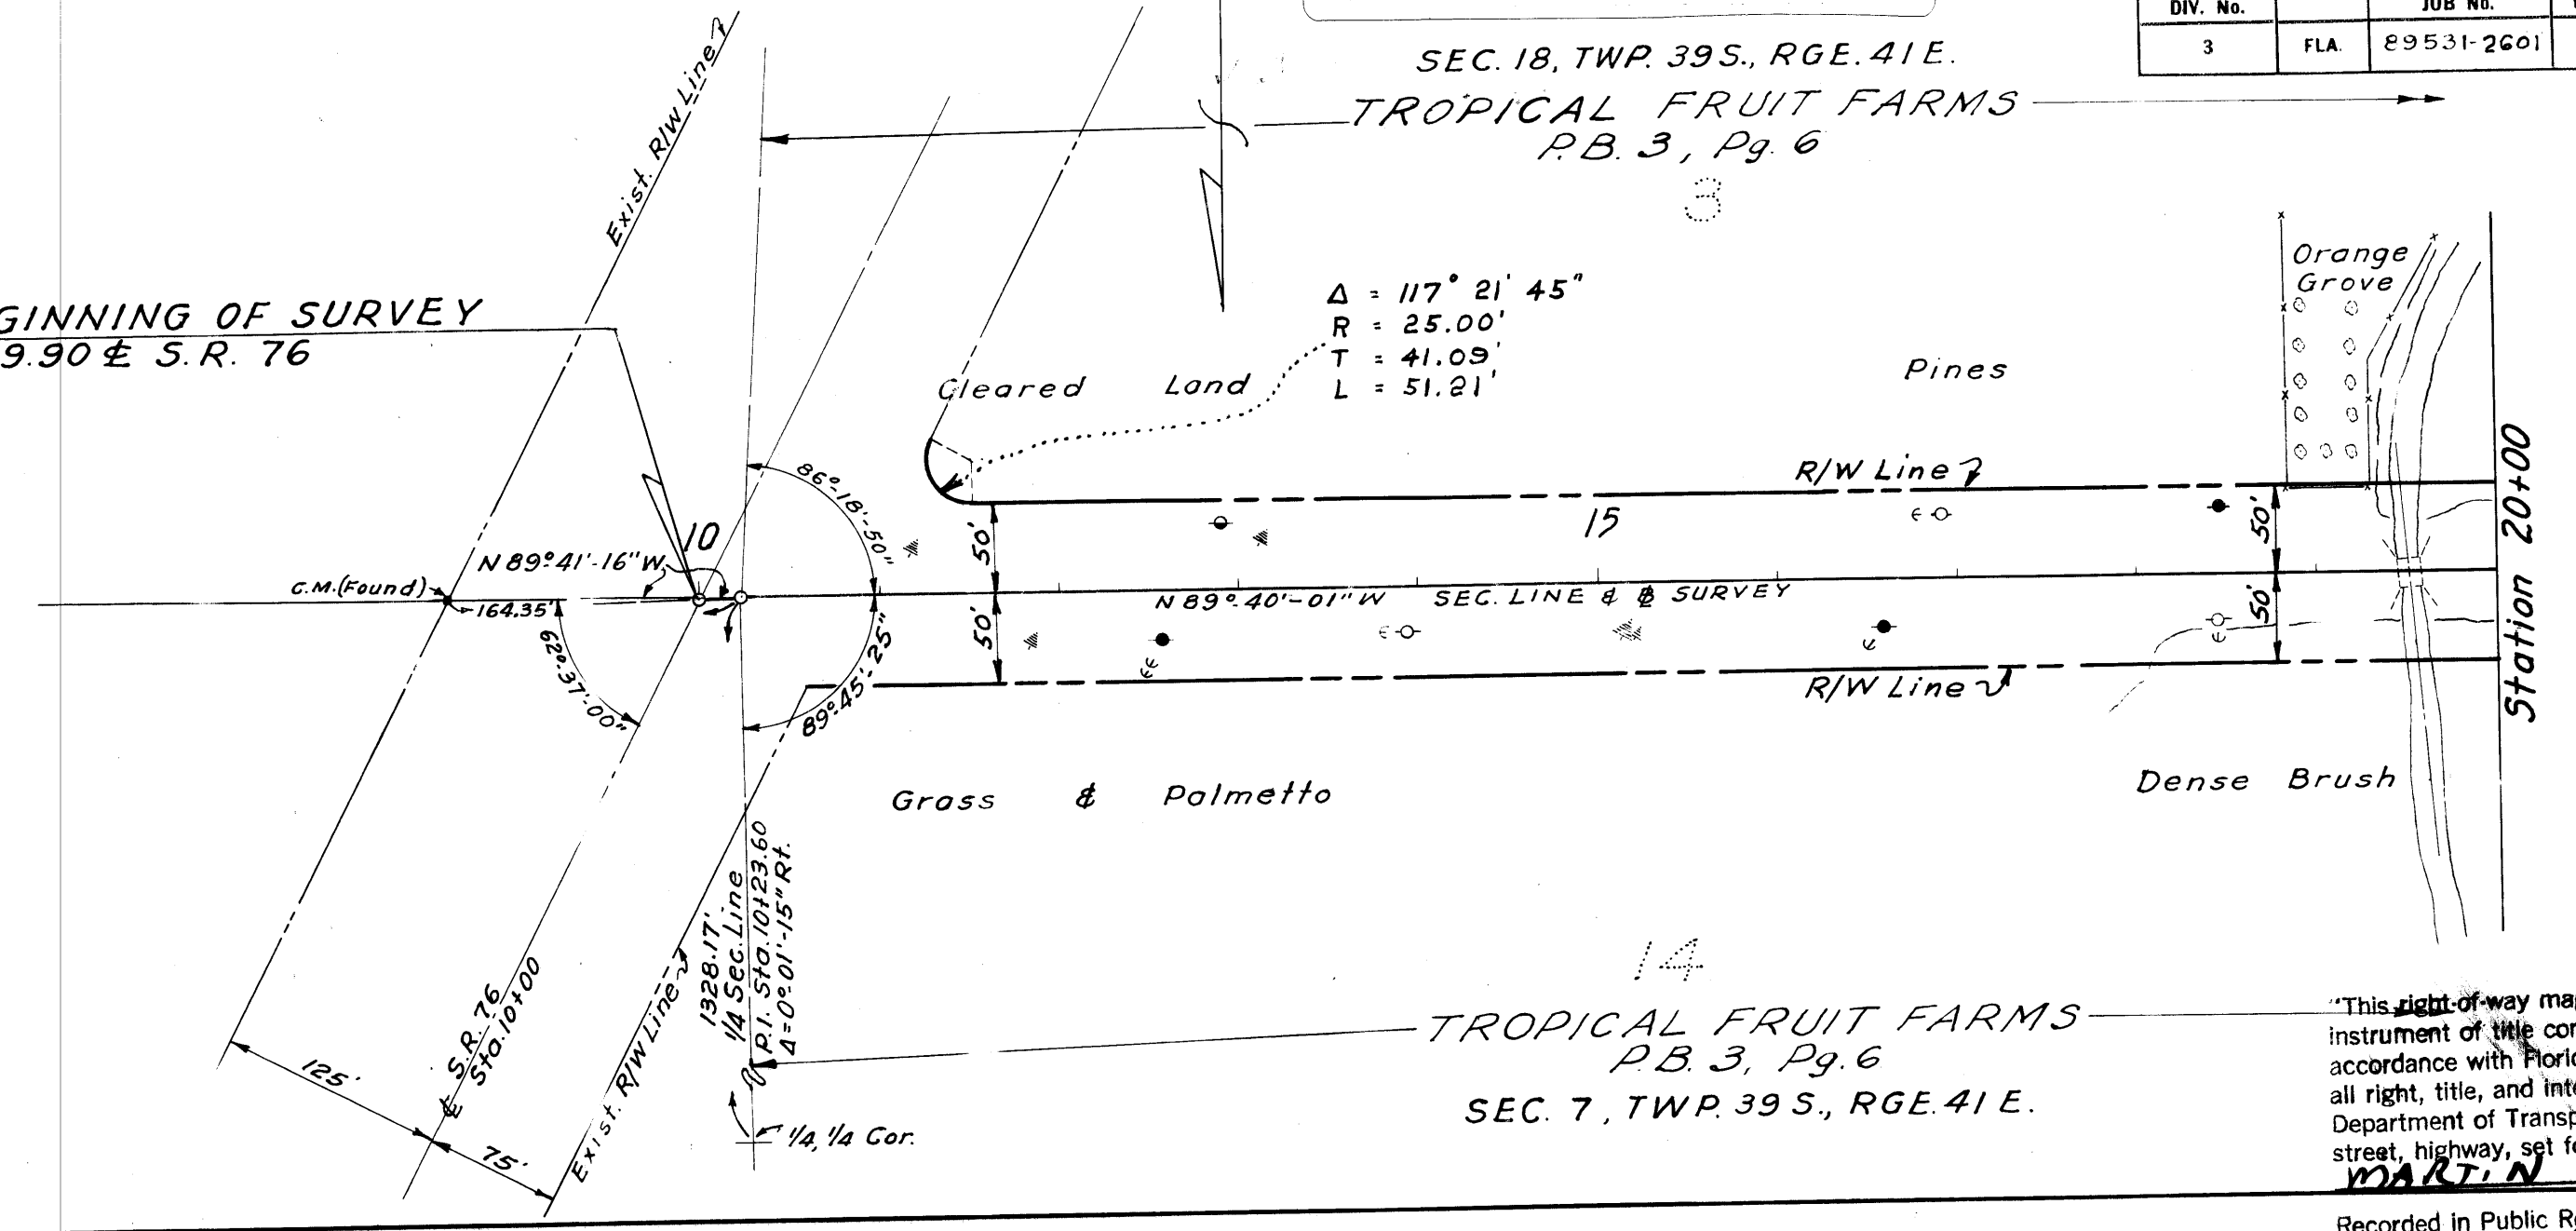 DIV. No.
JOB No.
3
FLA.
89531-2601
SEC. 18, TWP. 39 S., RGE. 41 E.
TROPICAL FRUIT FARMS
P.B. 3, Pg. 6
3
Exist. R/W Line
GINNING OF SURVEY
9.90 ℄ S.R. 76
Δ = 117° 21' 45"
R = 25.00'
T = 41.09'
L = 51.21'
Cleared Land
Pines
Orange
Grove
R/W Line
86°-18'-50"
10
15
50'
50'
N 89°-41'-16" W
C.M.(Found)
164.35'
N 89°-40'-01" W SEC. LINE & ℄ SURVEY
50'
50'
Station 20+00
62°-37'-00"
89°-45'-25"
R/W Line
Grass & Palmetto
Dense Brush
1328.17'
1/4 Sec. Line
P.I. Sta. 10+23.60
Δ=0°-01'-15" Rt.
14
TROPICAL FRUIT FARMS
P.B. 3, Pg. 6
SEC. 7, TWP. 39 S., RGE. 41 E.
125'
℄ S.R. 76
Sta. 10+00
75'
Exist. R/W Line
1/4, 1/4 Cor.
"This right-of-way ma
instrument of title cor
accordance with Floric
all right, title, and inte
Department of Transp
street, highway, set fo
MARTIN
Recorded in Public R